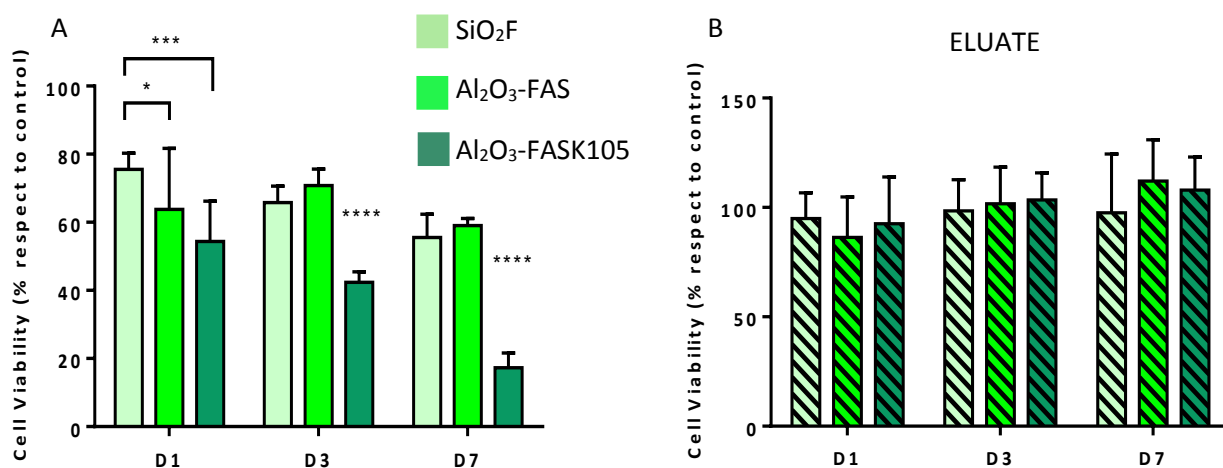 A
SiO₂F
Al₂O₃-FAS
Al₂O₃-FASK105
***
*
****
****
Cell Viability (% respect to control)
100
80
60
40
20
0
D1
D3
D7
B
ELUATE
Cell Viability (% respect to control)
150
100
50
0
D1
D3
D7